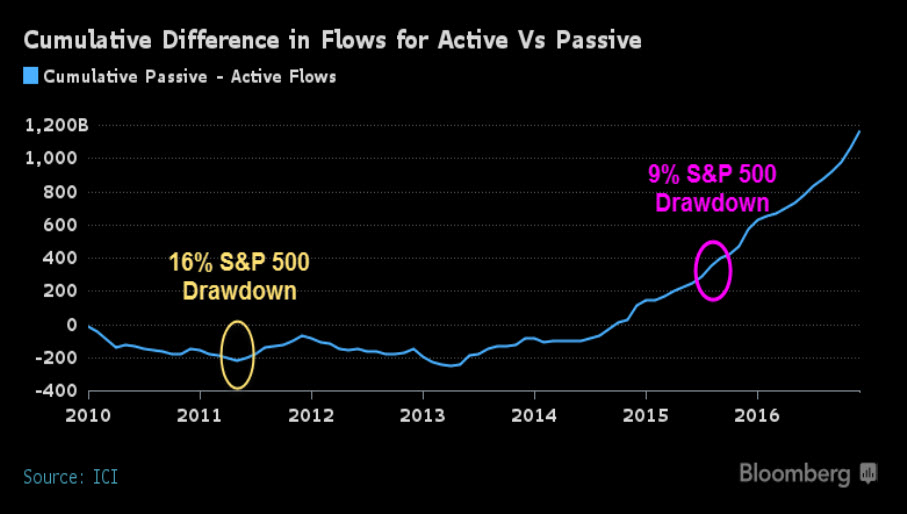 Cumulative Difference in Flows for Active Vs Passive
Cumulative Passive - Active Flows
1,200B
1,000
800
600
400
200
0
-200
-400
16% S&P 500
Drawdown
9% S&P 500
Drawdown
2010 2011 2012 2013 2014 2015 2016
Source: ICI
Bloomberg